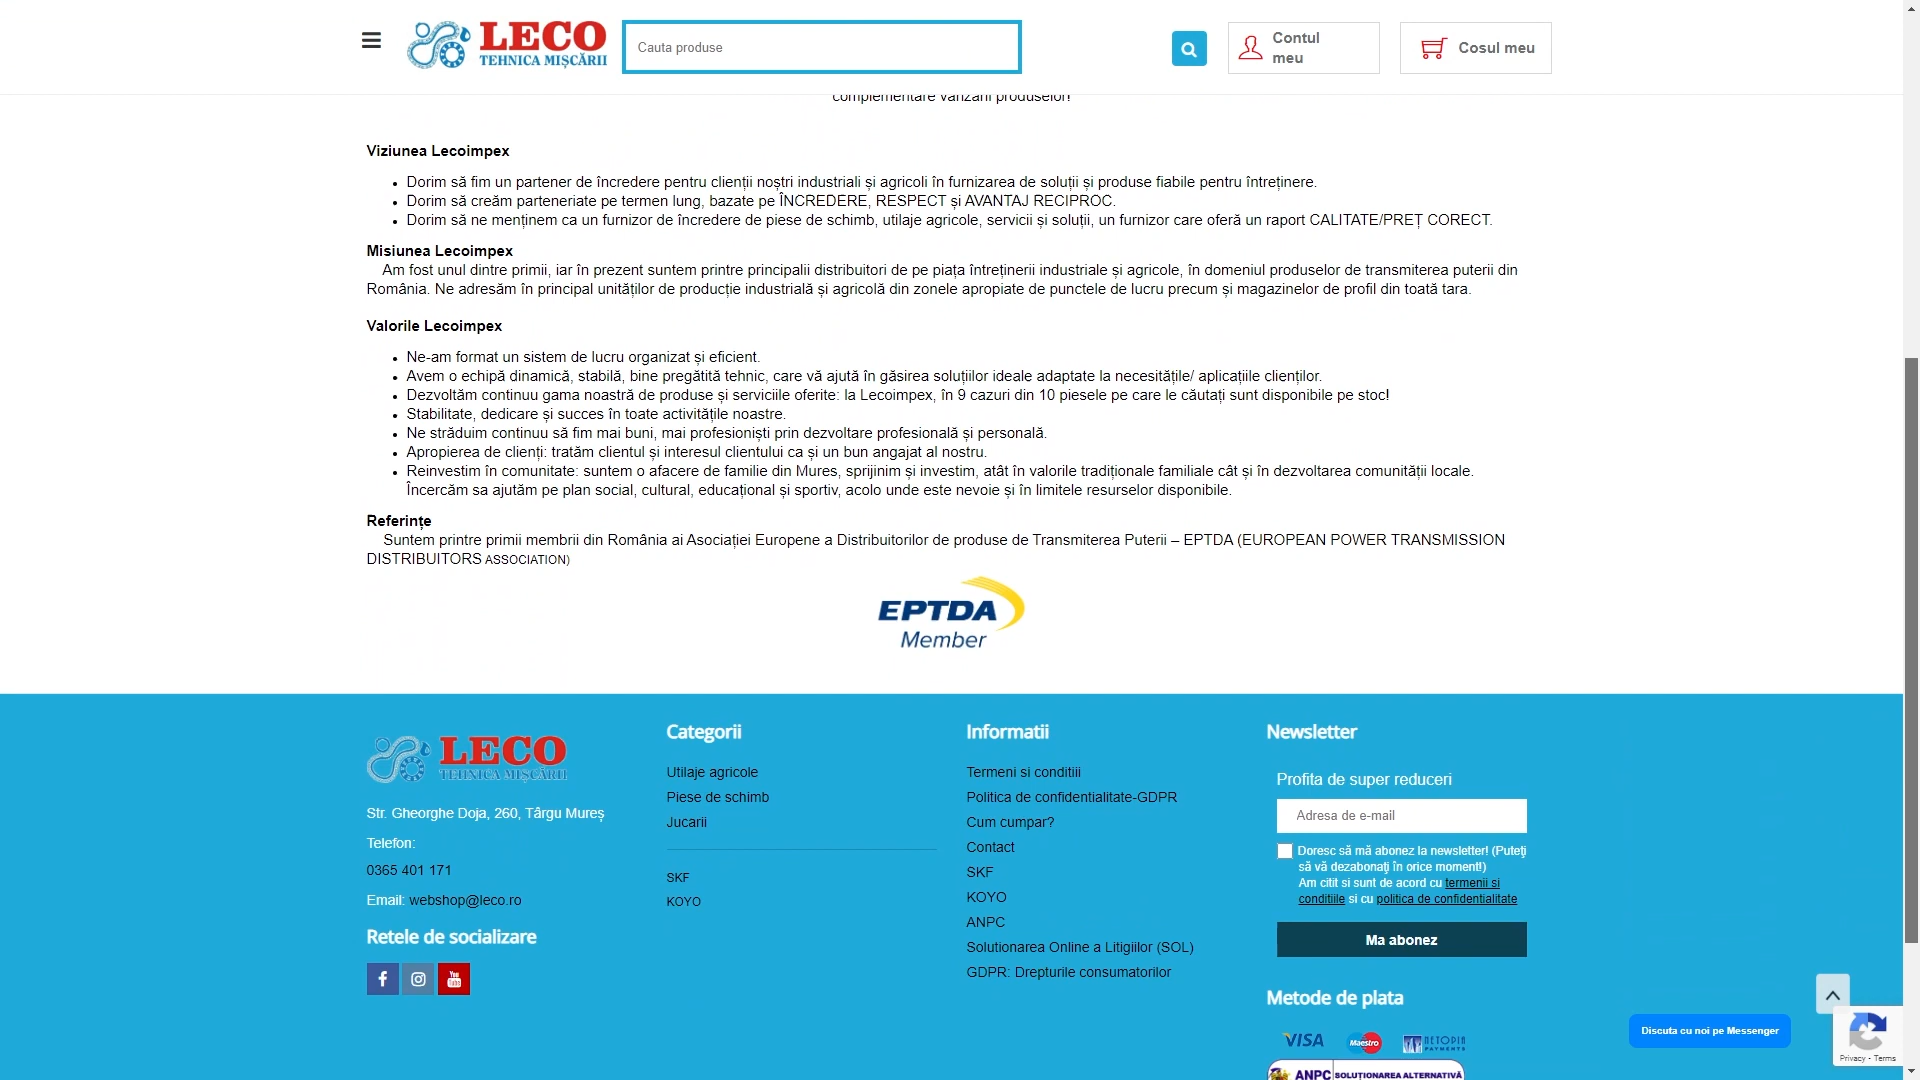 LECO
TEHNICA MIȘCĂRII
Cauta produse
Contul
meu
Cosul meu
complementare vânzării produselor!
Viziunea Lecoimpex
Dorim să fim un partener de încredere pentru clienții noștri industriali și agricoli în furnizarea de soluții și produse fiabile pentru întreținere.
Dorim să creăm parteneriate pe termen lung, bazate pe ÎNCREDERE, RESPECT și AVANTAJ RECIPROC.
Dorim să ne menținem ca un furnizor de încredere de piese de schimb, utilaje agricole, servicii și soluții, un furnizor care oferă un raport CALITATE/PREȚ CORECT.
Misiunea Lecoimpex
Am fost unul dintre primii, iar în prezent suntem printre principalii distribuitori de pe piața întreținerii industriale și agricole, în domeniul produselor de transmiterea puterii din
România. Ne adresăm în principal unităților de producție industrială și agricolă din zonele apropiate de punctele de lucru precum și magazinelor de profil din toată tara.
Valorile Lecoimpex
Ne-am format un sistem de lucru organizat și eficient.
Avem o echipă dinamică, stabilă, bine pregătită tehnic, care vă ajută în găsirea soluțiilor ideale adaptate la necesitățile/ aplicațiile clienților.
Dezvoltăm continuu gama noastră de produse și serviciile oferite: la Lecoimpex, în 9 cazuri din 10 piesele pe care le căutați sunt disponibile pe stoc!
Stabilitate, dedicare și succes în toate activitățile noastre.
Ne străduim continuu să fim mai buni, mai profesioniști prin dezvoltare profesională și personală.
Apropierea de clienți: tratăm clientul și interesul clientului ca și un bun angajat al nostru.
Reinvestim în comunitate: suntem o afacere de familie din Mures, sprijinim și investim, atât în valorile tradiționale familiale cât și în dezvoltarea comunității locale.
Încercăm sa ajutăm pe plan social, cultural, educațional și sportiv, acolo unde este nevoie și în limitele resurselor disponibile.
Referințe
Suntem printre primii membrii din România ai Asociației Europene a Distribuitorilor de produse de Transmiterea Puterii – EPTDA (EUROPEAN POWER TRANSMISSION
DISTRIBUITORS ASSOCIATION)
EPTDA
Member
LECO
TEHNICA MIȘCĂRII
Str. Gheorghe Doja, 260, Târgu Mureș
Telefon:
0365 401 171
Email: webshop@leco.ro
Retele de socializare
You
Tube
Categorii
Utilaje agricole
Piese de schimb
Jucarii
SKF
KOYO
Informatii
Termeni si conditiii
Politica de confidentialitate-GDPR
Cum cumpar?
Contact
SKF
KOYO
ANPC
Solutionarea Online a Litigiilor (SOL)
GDPR: Drepturile consumatorilor
Newsletter
Profita de super reduceri
Adresa de e-mail
Doresc să mă abonez la newsletter! (Puteţi
să vă dezabonaţi în orice moment!)
Am citit si sunt de acord cu termenii si
conditiile si cu politica de confidentialitate
Ma abonez
Metode de plata
VISA Maestro NETOPIA
PAYMENTS
ANPC SOLUȚIONAREA ALTERNATIVĂ
Discuta cu noi pe Messenger
Privacy - Terms